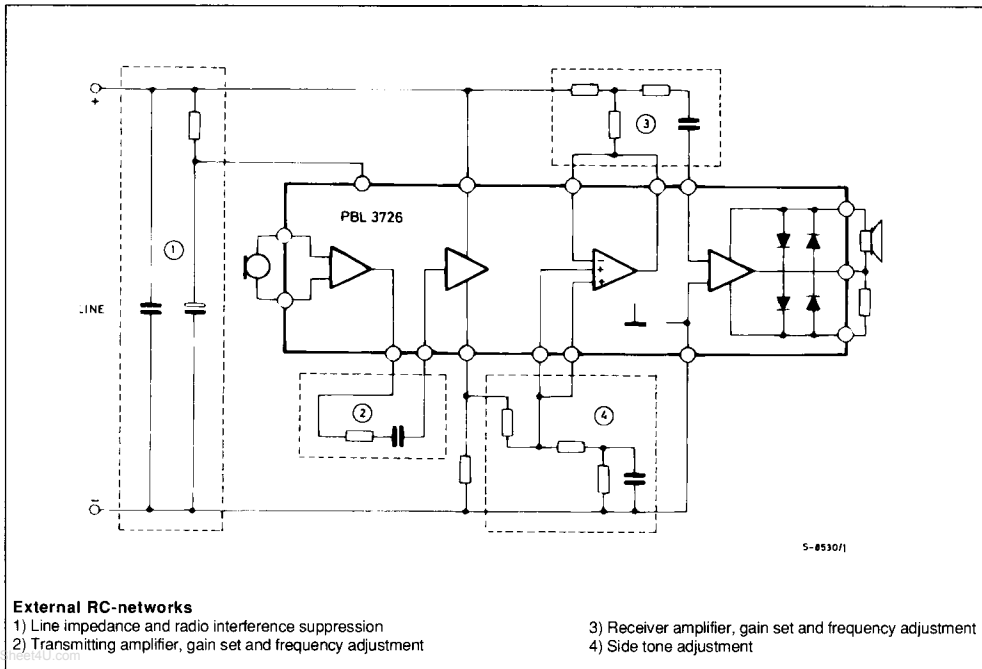 +
3
PBL 3726
1
−
+
+
LINE
2
4
−
S-8530/1
External RC-networks
1) Line impedance and radio interference suppression
2) Transmitting amplifier, gain set and frequency adjustment
3) Receiver amplifier, gain set and frequency adjustment
4) Side tone adjustment
Sheet4U.com